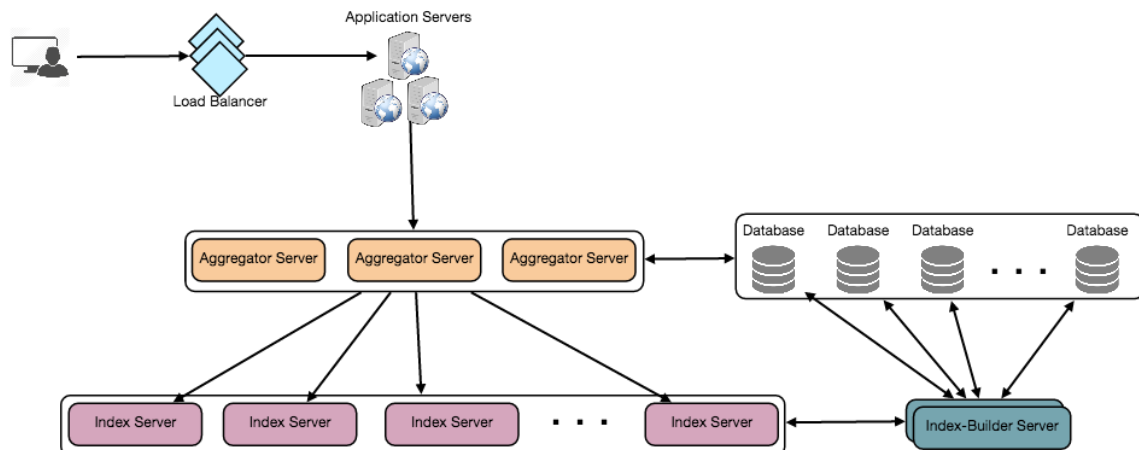 Application Servers
Load Balancer
Database
Database
Database
Database
Aggregator Server
Aggregator Server
Aggregator Server
Index Server
Index Server
Index Server
Index Server
Index-Builder Server